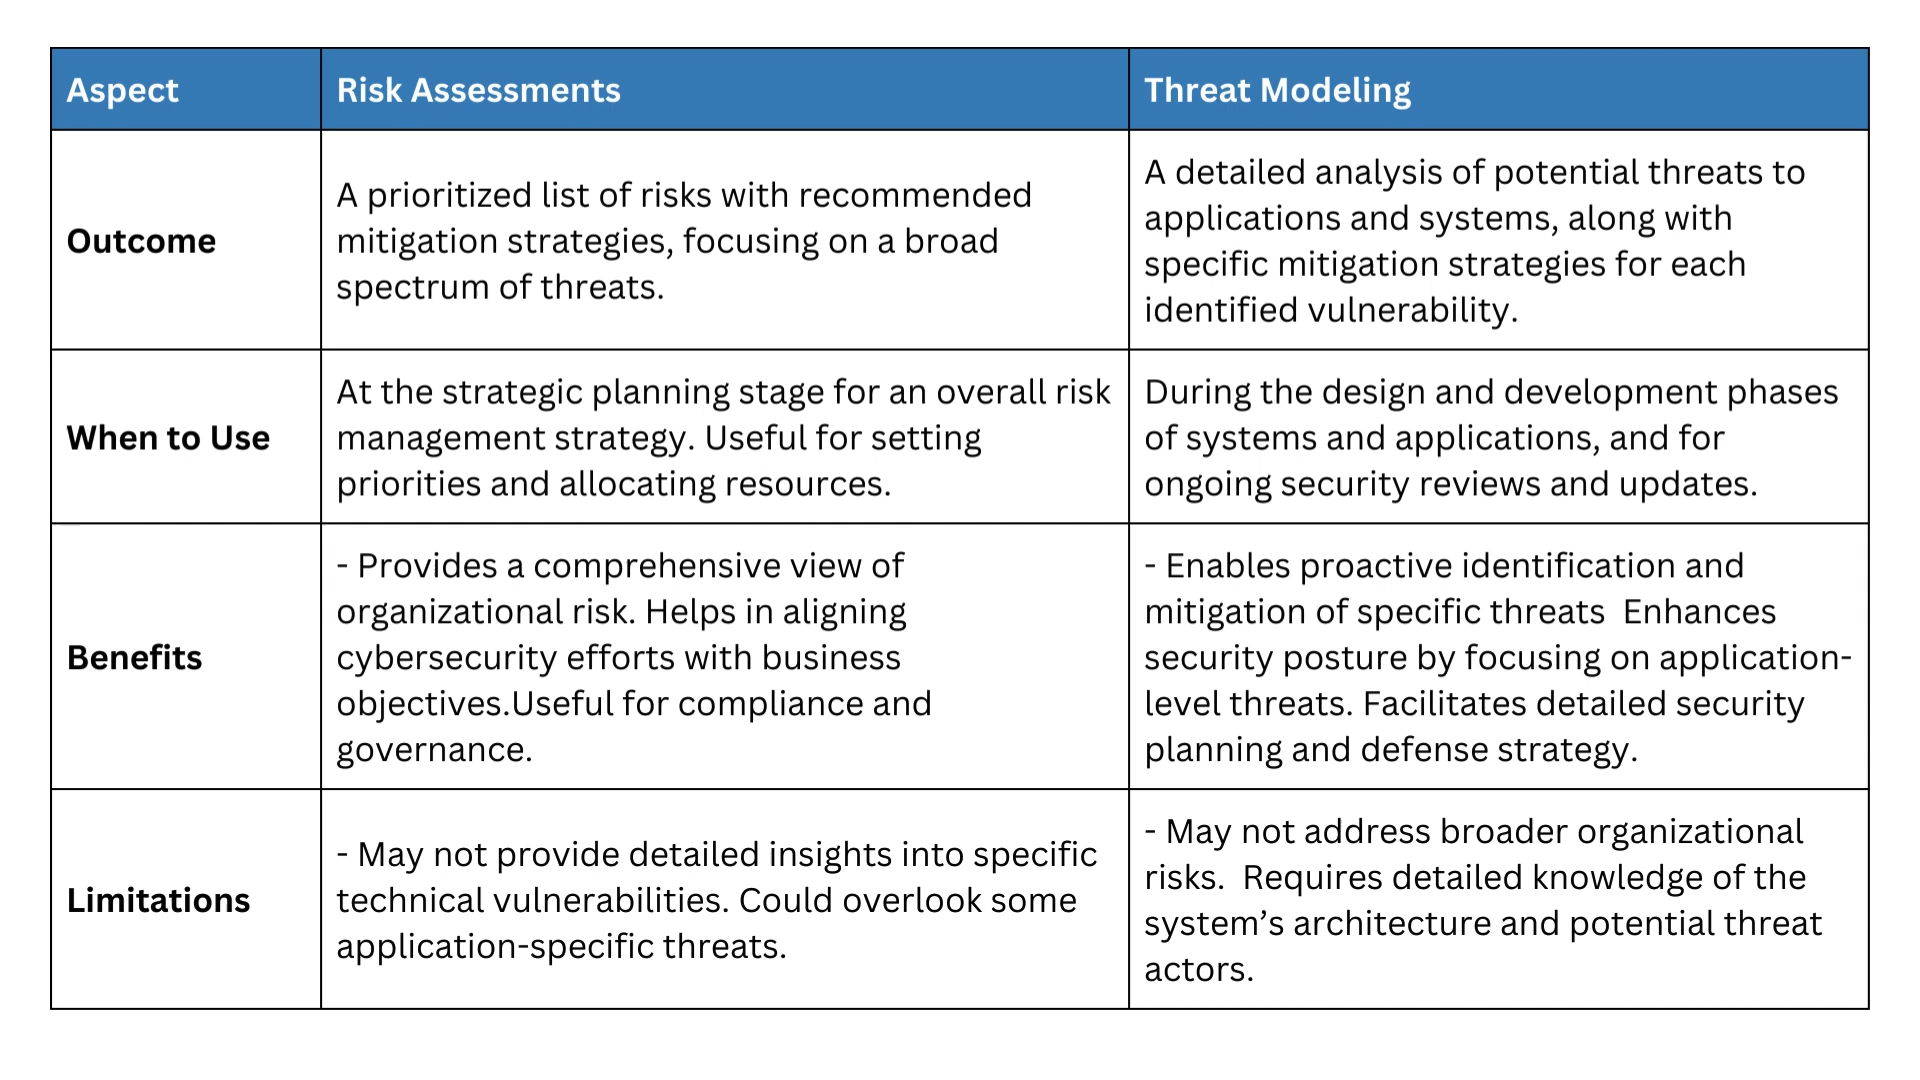 Aspect
Risk Assessments
Threat Modeling
Outcome
A prioritized list of risks with recommended
mitigation strategies, focusing on a broad
spectrum of threats.
A detailed analysis of potential threats to
applications and systems, along with
specific mitigation strategies for each
identified vulnerability.
When to Use
At the strategic planning stage for an overall risk
management strategy. Useful for setting
priorities and allocating resources.
During the design and development phases
of systems and applications, and for
ongoing security reviews and updates.
Benefits
- Provides a comprehensive view of
organizational risk. Helps in aligning
cybersecurity efforts with business
objectives.Useful for compliance and
governance.
- Enables proactive identification and
mitigation of specific threats  Enhances
security posture by focusing on application-
level threats. Facilitates detailed security
planning and defense strategy.
Limitations
- May not provide detailed insights into specific
technical vulnerabilities. Could overlook some
application-specific threats.
- May not address broader organizational
risks.  Requires detailed knowledge of the
system’s architecture and potential threat
actors.